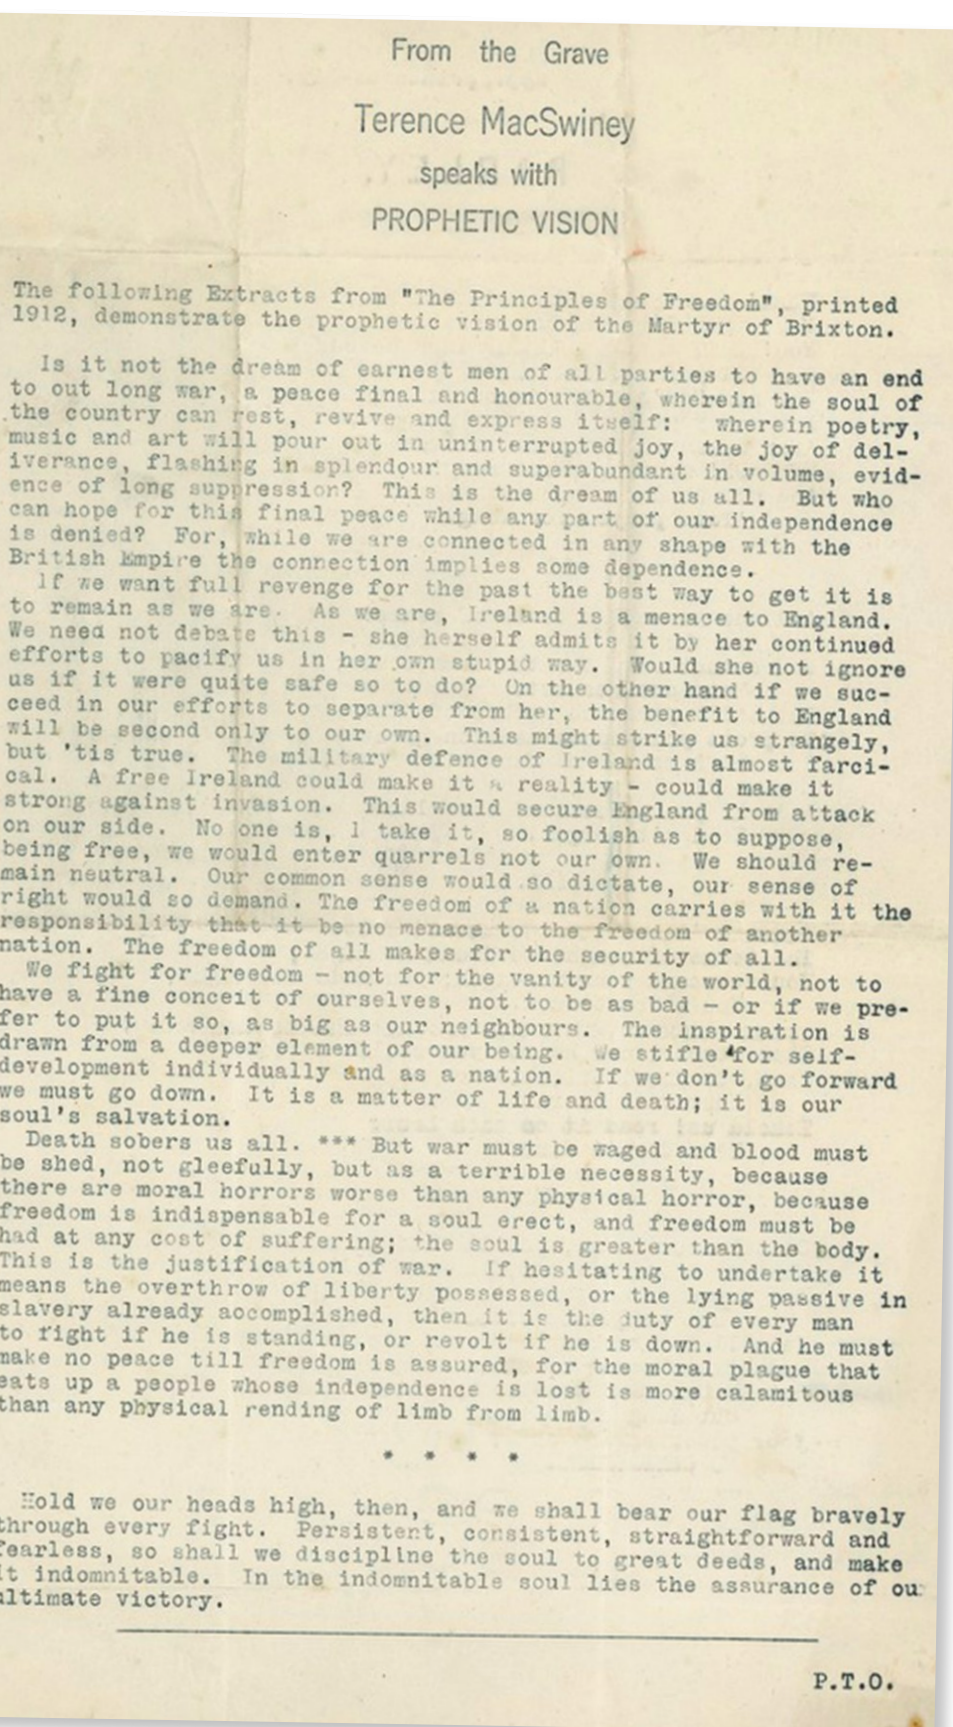 From the Grave
Terence MacSwiney
speaks with
PROPHETIC VISION
The following Extracts from "The Principles of Freedom", printed
1912, demonstrate the prophetic vision of the Martyr of Brixton.
Is it not the dream of earnest men of all parties to have an end
to out long war, a peace final and honourable, wherein the soul of
the country can rest, revive and express itself: wherein poetry,
music and art will pour out in uninterrupted joy, the joy of del-
iverance, flashing in splendour and superabundant in volume, evid-
ence of long suppression? This is the dream of us all. But who
can hope for this final peace while any part of our independence
is denied? For, while we are connected in any shape with the
British Empire the connection implies some dependence.
If we want full revenge for the past the best way to get it is
to remain as we are. As we are, Ireland is a menace to England.
We need not debate this - she herself admits it by her continued
efforts to pacify us in her own stupid way. Would she not ignore
us if it were quite safe so to do? On the other hand if we suc-
ceed in our efforts to separate from her, the benefit to England
will be second only to our own. This might strike us strangely,
but 'tis true. The military defence of Ireland is almost farci-
cal. A free Ireland could make it a reality - could make it
strong against invasion. This would secure England from attack
on our side. No one is, I take it, so foolish as to suppose,
being free, we would enter quarrels not our own. We should re-
main neutral. Our common sense would so dictate, our sense of
right would so demand. The freedom of a nation carries with it the
responsibility that it be no menace to the freedom of another
nation. The freedom of all makes for the security of all.
We fight for freedom - not for the vanity of the world, not to
have a fine conceit of ourselves, not to be as bad - or if we pre-
fer to put it so, as big as our neighbours. The inspiration is
drawn from a deeper element of our being. We stifle for self-
development individually and as a nation. If we don't go forward
we must go down. It is a matter of life and death; it is our
soul's salvation.
Death sobers us all. *** But war must be waged and blood must
be shed, not gleefully, but as a terrible necessity, because
there are moral horrors worse than any physical horror, because
freedom is indispensable for a soul erect, and freedom must be
had at any cost of suffering; the soul is greater than the body.
This is the justification of war. If hesitating to undertake it
means the overthrow of liberty possessed, or the lying passive in
slavery already accomplished, then it is the duty of every man
to fight if he is standing, or revolt if he is down. And he must
make no peace till freedom is assured, for the moral plague that
eats up a people whose independence is lost is more calamitous
than any physical rending of limb from limb.
* * * *
Hold we our heads high, then, and we shall bear our flag bravely
through every fight. Persistent, consistent, straightforward and
fearless, so shall we discipline the soul to great deeds, and make
it indomnitable. In the indomnitable soul lies the assurance of our
ultimate victory.
P.T.O.